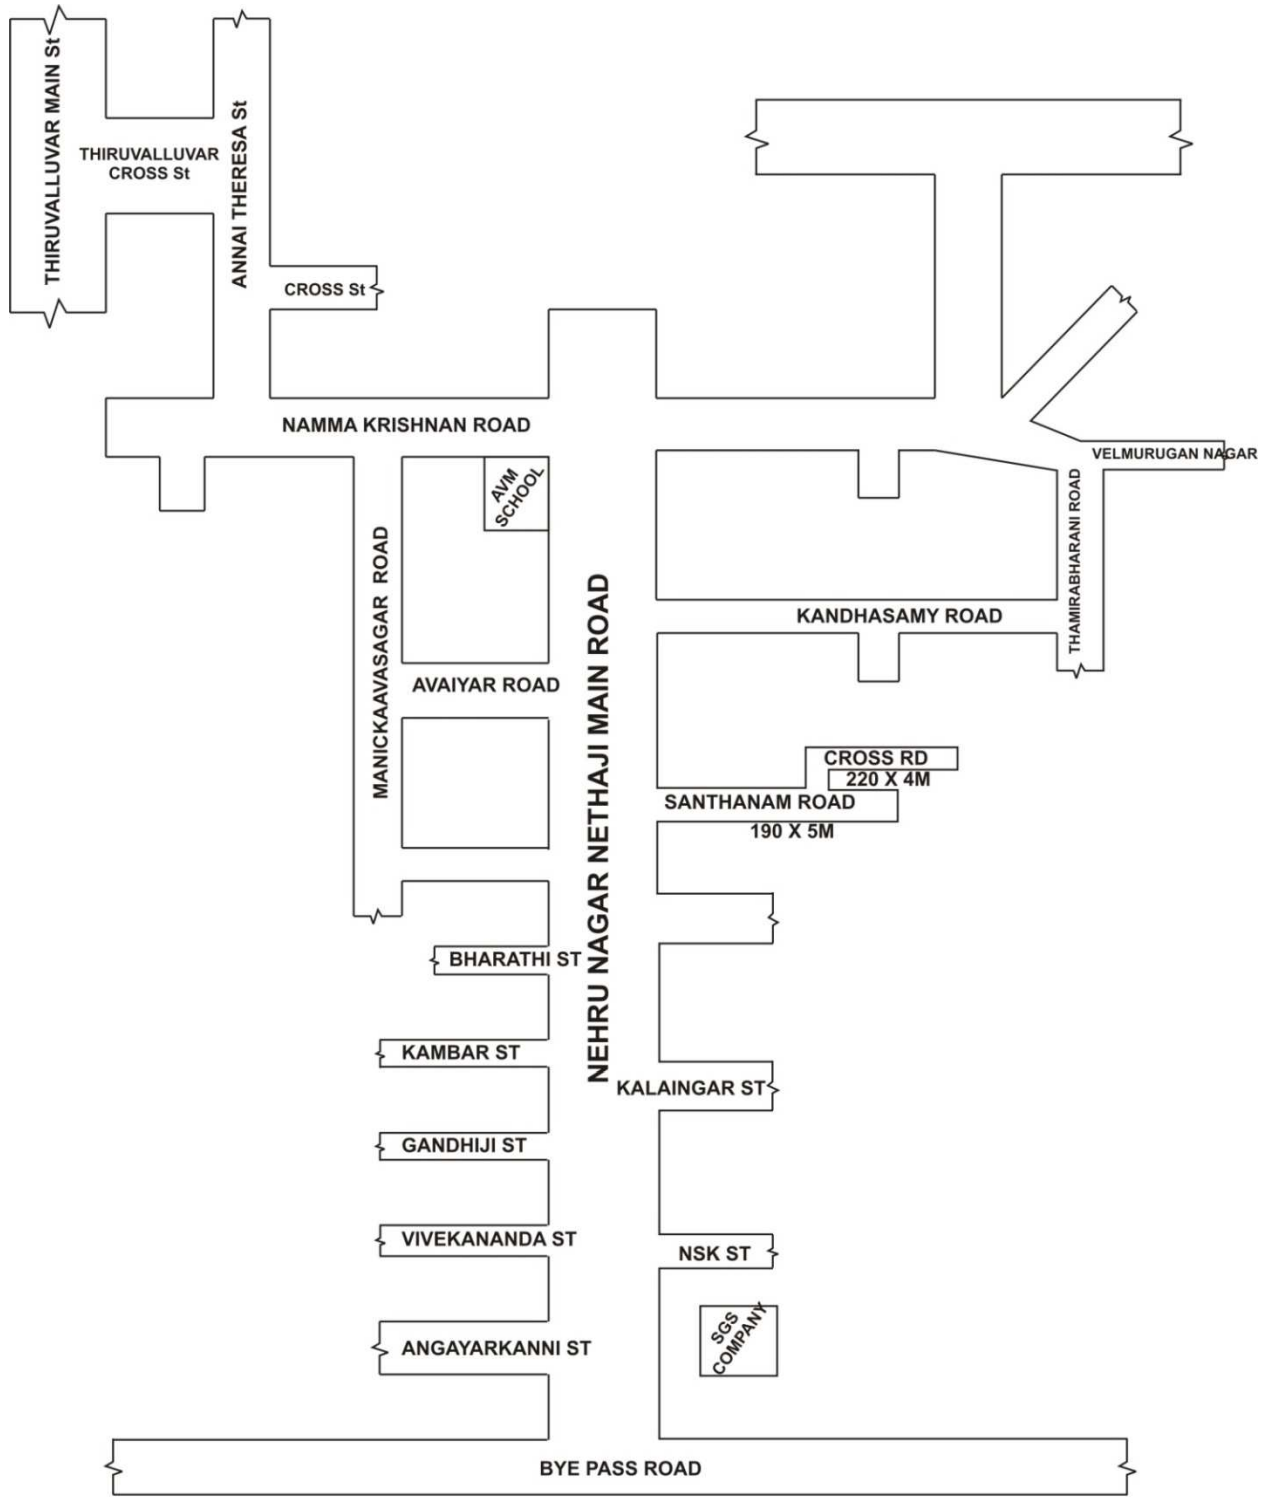 THIRUVALLUVAR MAIN St
THIRUVALLUVAR
CROSS St
ANNAI THERESA St
CROSS St
NAMMA KRISHNAN ROAD
VELMURUGAN NAGAR
AVM
SCHOOL
THAMIRABHARANI ROAD
MANICKAAVASAGAR ROAD
NEHRU NAGAR NETHAJI MAIN ROAD
KANDHASAMY ROAD
AVAIYAR ROAD
CROSS RD
220 X 4M
SANTHANAM ROAD
190 X 5M
BHARATHI ST
KAMBAR ST
KALAINGAR ST
GANDHIJI ST
VIVEKANANDA ST
NSK ST
SGS
COMPANY
ANGAYARKANNI ST
BYE PASS ROAD